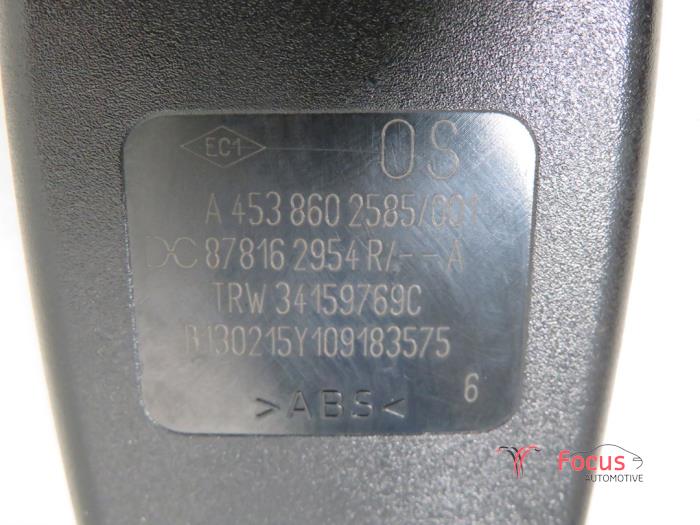 EC1
OS
A 453 860 2585/001
DC 878162954R/--A
TRW 34159769C
B130215Y109183575
>ABS<
6
Focus
AUTOMOTIVE